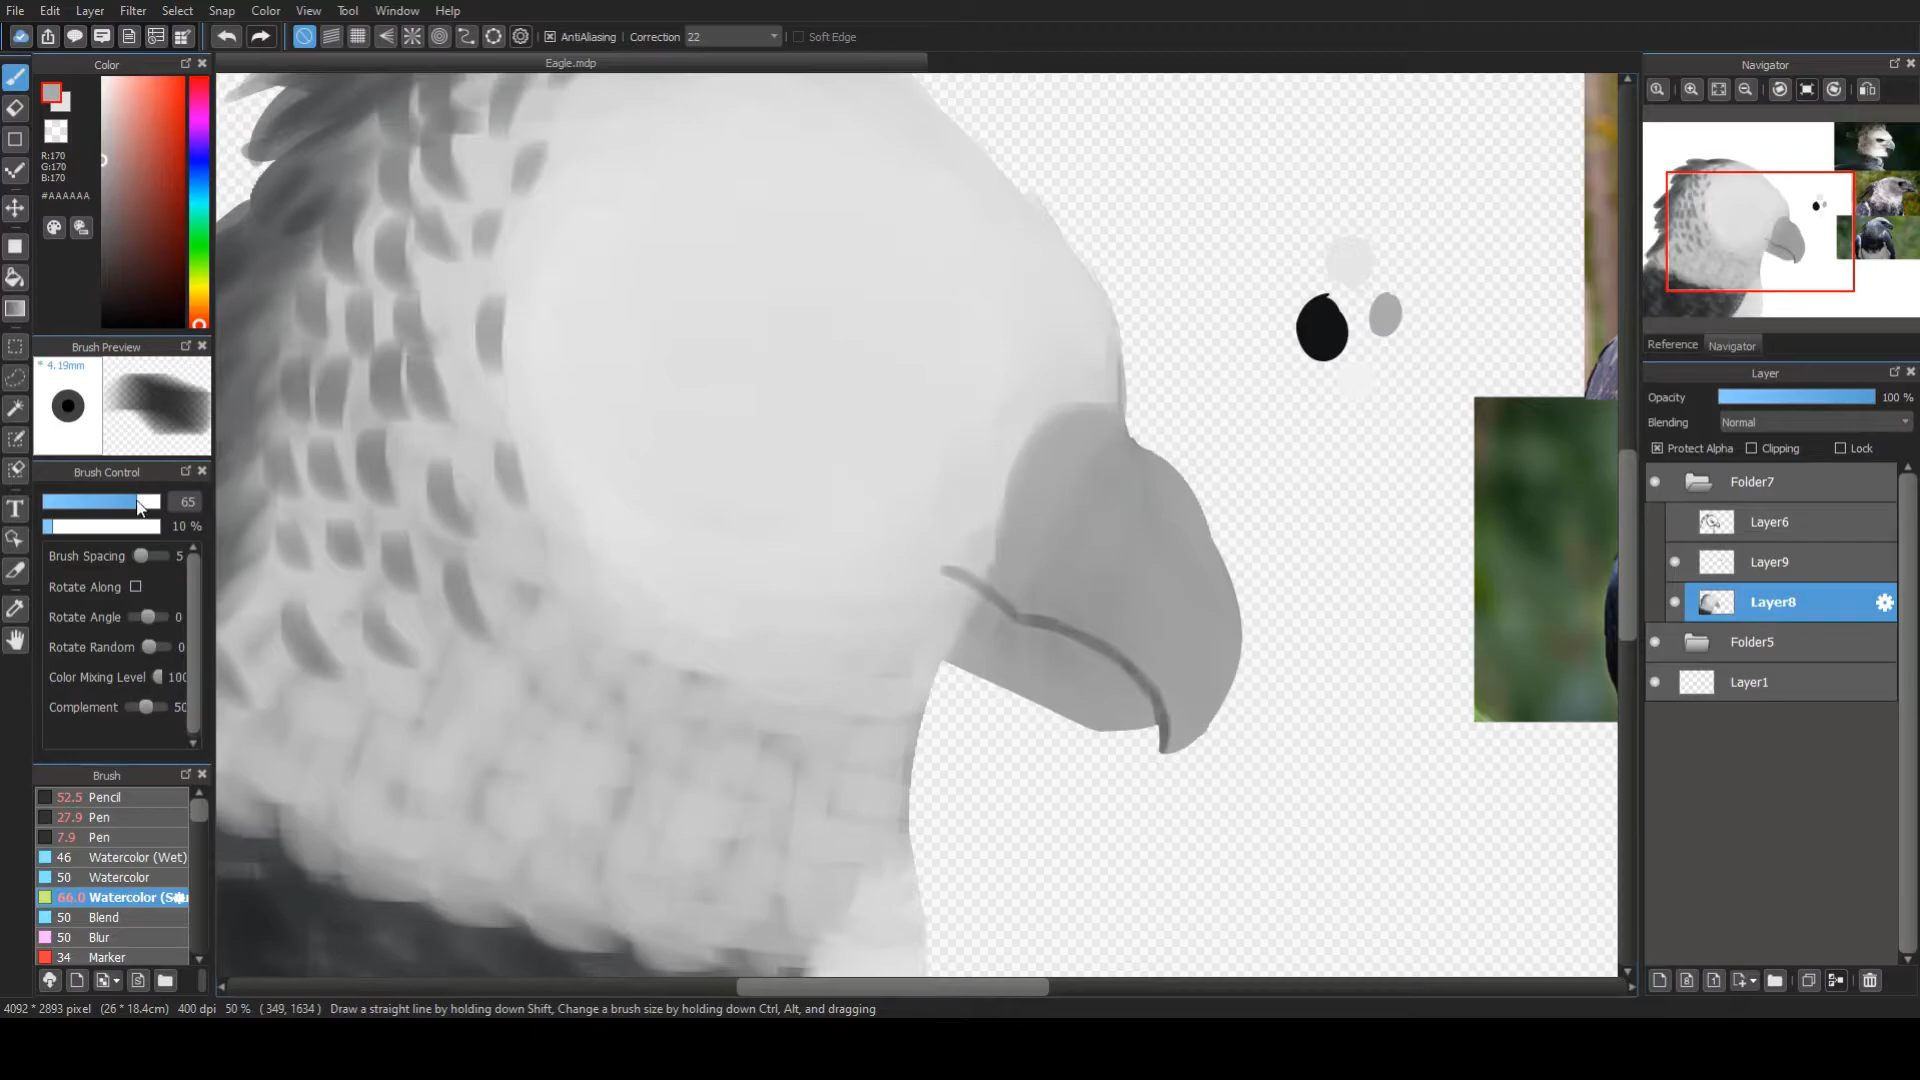 File Edit Layer Filter Select Snap Color View Tool Window Help
AntiAliasing Correction 22 Soft Edge
Color
Eagle.mdp
Navigator
R:170
G:170
B:170
#AAAAAA
Brush Preview
* 4.19mm
Reference Navigator
Layer
Opacity 100 %
Blending Normal
Protect Alpha Clipping Lock
Brush Control
65
10 %
Brush Spacing 5
Rotate Along
Rotate Angle 0
Rotate Random 0
Color Mixing Level 100
Complement 50
Folder7
Layer6
Layer9
Layer8
Folder5
Layer1
Brush
52.5 Pencil
27.9 Pen
7.9 Pen
46 Watercolor (Wet)
50 Watercolor
66.0 Watercolor
50 Blend
50 Blur
34 Marker
4092 * 2893 pixel (26 * 18.4cm) 400 dpi 50 % ( 349, 1634 ) Draw a straight line by holding down Shift, Change a brush size by holding down Ctrl, Alt, and dragging